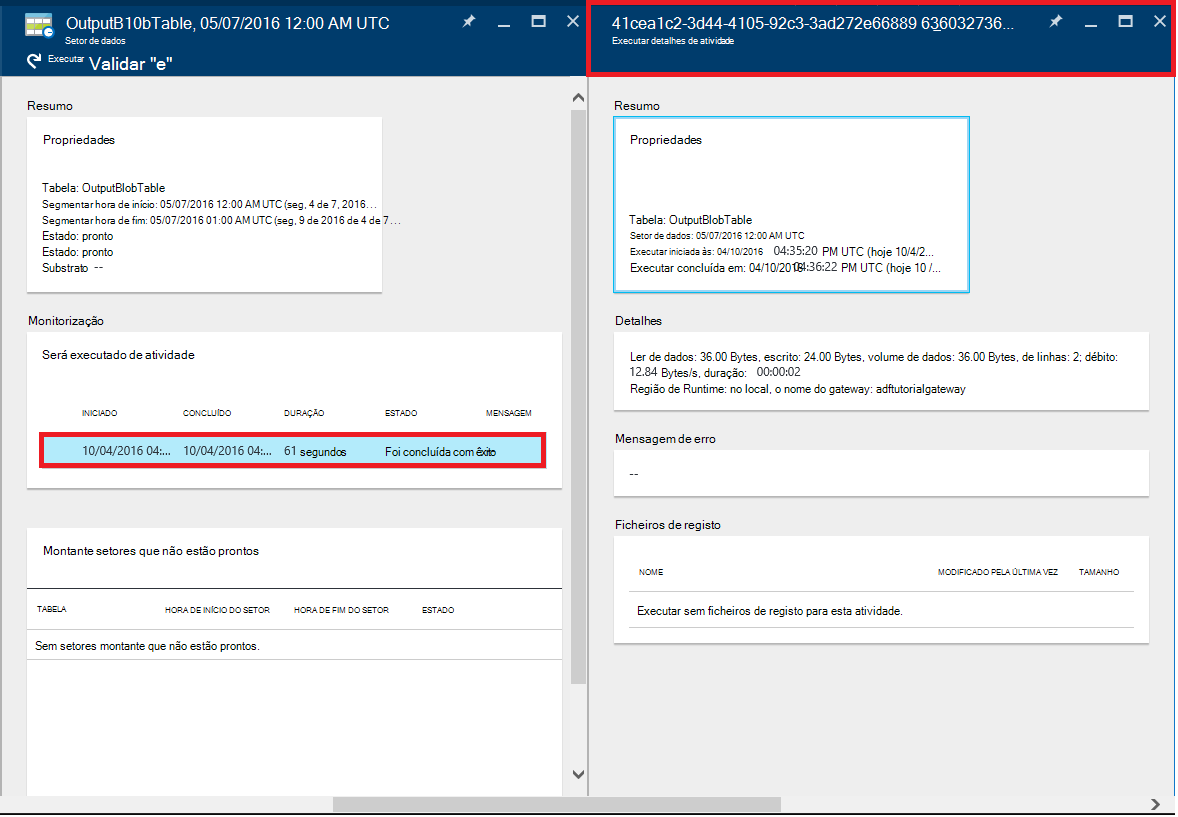 OutputB10bTable, 05/07/2016 12:00 AM UTC
Setor de dados
Executar Validar "e"
Resumo
Propriedades
Tabela: OutputBlobTable
Segmentar hora de início: 05/07/2016 12:00 AM UTC (seg, 4 de 7, 2016...
Segmentar hora de fim: 05/07/2016 01:00 AM UTC (seg, 9 de 2016 de 4 de 7...
Estado: pronto
Estado: pronto
Substrato --
Monitorização
Será executado de atividade
INICIADO CONCLUÍDO DURAÇÃO ESTADO MENSAGEM
10/04/2016 04:... 10/04/2016 04:... 61 segundos Foi concluída com êxito
Montante setores que não estão prontos
TABELA HORA DE INÍCIO DO SETOR HORA DE FIM DO SETOR ESTADO
Sem setores montante que não estão prontos.
41cea1c2-3d44-4105-92c3-3ad272e66889 636032736...
Executar detalhes de atividade
Resumo
Propriedades
Tabela: OutputBlobTable
Setor de dados: 05/07/2016 12:00 AM UTC
Executar iniciada às: 04/10/2016 04:35:20 PM UTC (hoje 10/4/2...
Executar concluída em: 04/10/2016 04:36:22 PM UTC (hoje 10 /...
Detalhes
Ler de dados: 36.00 Bytes, escrito: 24.00 Bytes, volume de dados: 36.00 Bytes, de linhas: 2; débito:
12.84 Bytes/s, duração: 00:00:02
Região de Runtime: no local, o nome do gateway: adftutorialgateway
Mensagem de erro
--
Ficheiros de registo
NOME MODIFICADO PELA ÚLTIMA VEZ TAMANHO
Executar sem ficheiros de registo para esta atividade.